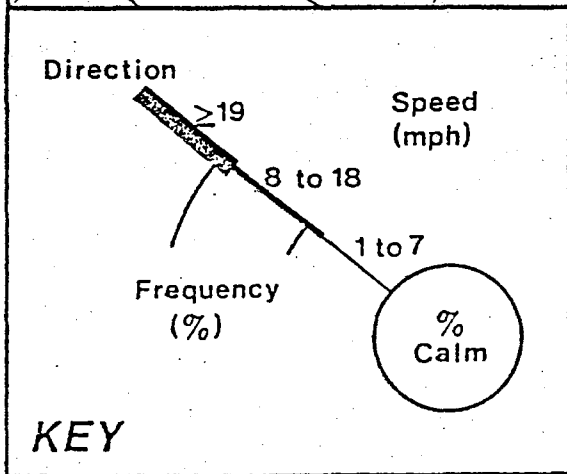 Direction
≥19
Speed
(mph)
8 to 18
1 to 7
Frequency
(%)
%
Calm
KEY